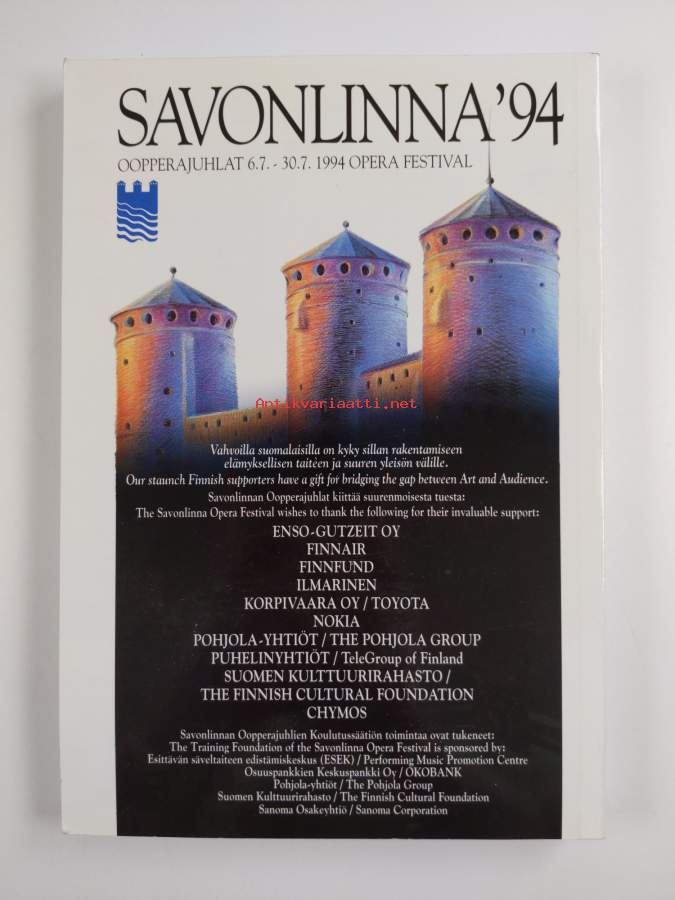 SAVONLINNA'94
OOPPERAJUHLAT 6.7. - 30.7. 1994 OPERA FESTIVAL
Antikvariaatti.net
Vahvoilla suomalaisilla on kyky sillan rakentamiseen
elämyksellisen taiteen ja suuren yleisön välille.
Our staunch Finnish supporters have a gift for bridging the gap between Art and Audience.
Savonlinnan Oopperajuhlat kiittää suurenmoisesta tuesta:
The Savonlinna Opera Festival wishes to thank the following for their invaluable support:
ENSO-GUTZEIT OY
FINNAIR
FINNFUND
ILMARINEN
KORPIVAARA OY / TOYOTA
NOKIA
POHJOLA-YHTIÖT / THE POHJOLA GROUP
PUHELINYHTIÖT / TeleGroup of Finland
SUOMEN KULTTUURIRAHASTO /
THE FINNISH CULTURAL FOUNDATION
CHYMOS
Savonlinnan Oopperajuhlien Koulutussäätiön toimintaa ovat tukeneet:
The Training Foundation of the Savonlinna Opera Festival is sponsored by:
Esittävän säveltaiteen edistämiskeskus (ESEK) / Performing Music Promotion Centre
Osuuspankkien Keskuspankki Oy / OKOBANK
Pohjola-yhtiöt / The Pohjola Group
Suomen Kulttuurirahasto / The Finnish Cultural Foundation
Sanoma Osakeyhtiö / Sanoma Corporation